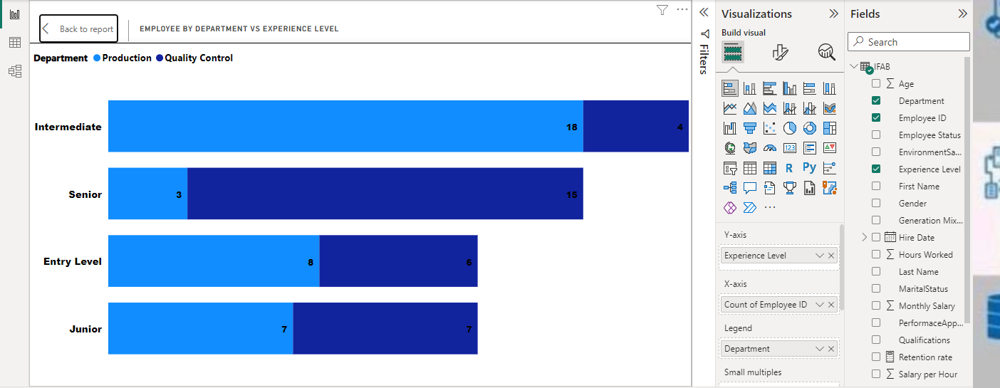 Back to report
EMPLOYEE BY DEPARTMENT VS EXPERIENCE LEVEL
Department Production Quality Control
Intermediate 18 4
Senior 3 15
Entry Level 8 6
Junior 7 7
Filters
Visualizations
Build visual
123
R Py
Y-axis
Experience Level
X-axis
Count of Employee ID
Legend
Department
Small multiples
Fields
Search
IFAB
Age
Department
Employee ID
Employee Status
EnvironmentSa...
Experience Level
First Name
Gender
Generation Mix...
Hire Date
Hours Worked
Last Name
MaritalStatus
Monthly Salary
PerformaceApp...
Qualifications
Retention rate
Salary per Hour